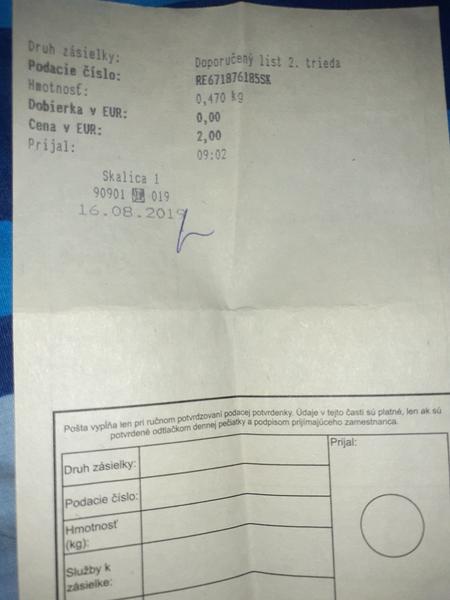 Druh zásielky: Doporučený list 2. trieda
Podacie číslo: RE671876185SK
Hmotnosť: 0,470 kg
Dobierka v EUR: 0,00
Cena v EUR: 2,00
Prijal: 09:02
Skalica 1
90901 019
16.08.2019
Pošta vypĺňa len pri ručnom potvrdzovaní podacej potvrdenky. Údaje v tejto časti sú platné, len ak sú
potvrdené odtlačkom dennej pečiatky a podpisom prijímajúceho zamestnanca.
Druh zásielky:
Prijal:
Podacie číslo:
Hmotnosť
(kg):
Služby k
zásielke: